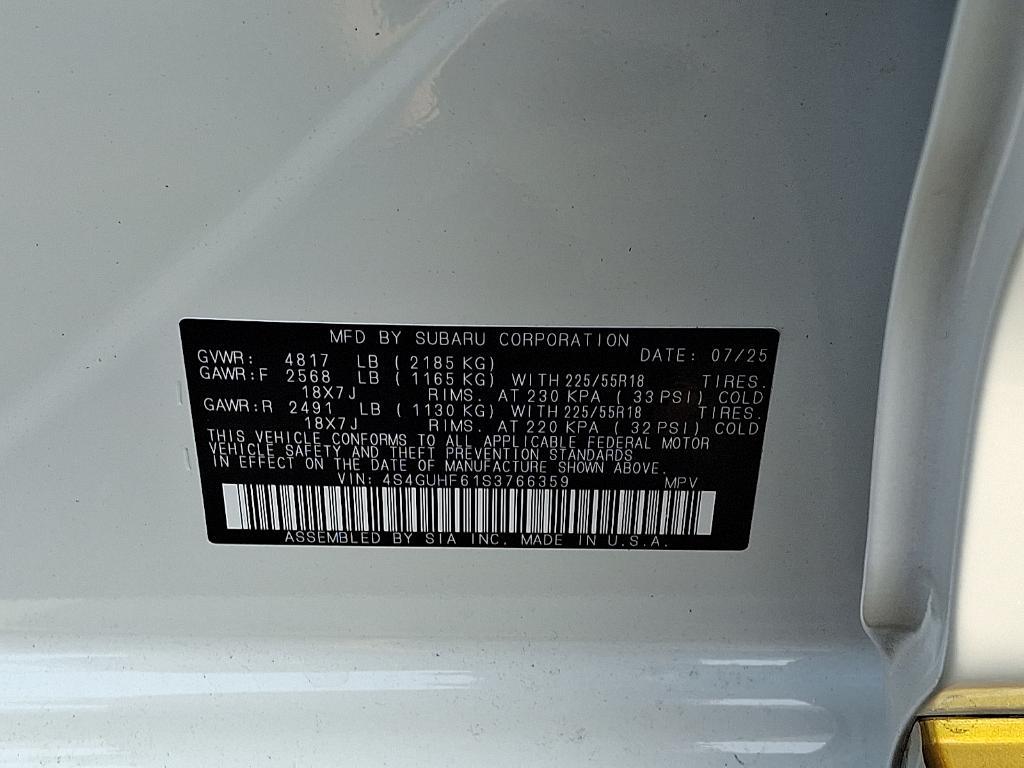 MFD BY SUBARU CORPORATION
GVWR: 4817 LB ( 2185 KG) DATE: 07/25
GAWR:F 2568 LB ( 1165 KG) WITH 225/55R18 TIRES.
18X7J RIMS. AT 230 KPA ( 33 PSI) COLD
GAWR:R 2491 LB ( 1130 KG) WITH 225/55R18 TIRES.
18X7J RIMS. AT 220 KPA ( 32 PSI) COLD
THIS VEHICLE CONFORMS TO ALL APPLICABLE FEDERAL MOTOR
VEHICLE SAFETY AND THEFT PREVENTION STANDARDS
IN EFFECT ON THE DATE OF MANUFACTURE SHOWN ABOVE.
VIN: 4S4GUHF61S3766359 MPV
ASSEMBLED BY SIA INC. MADE IN U.S.A.